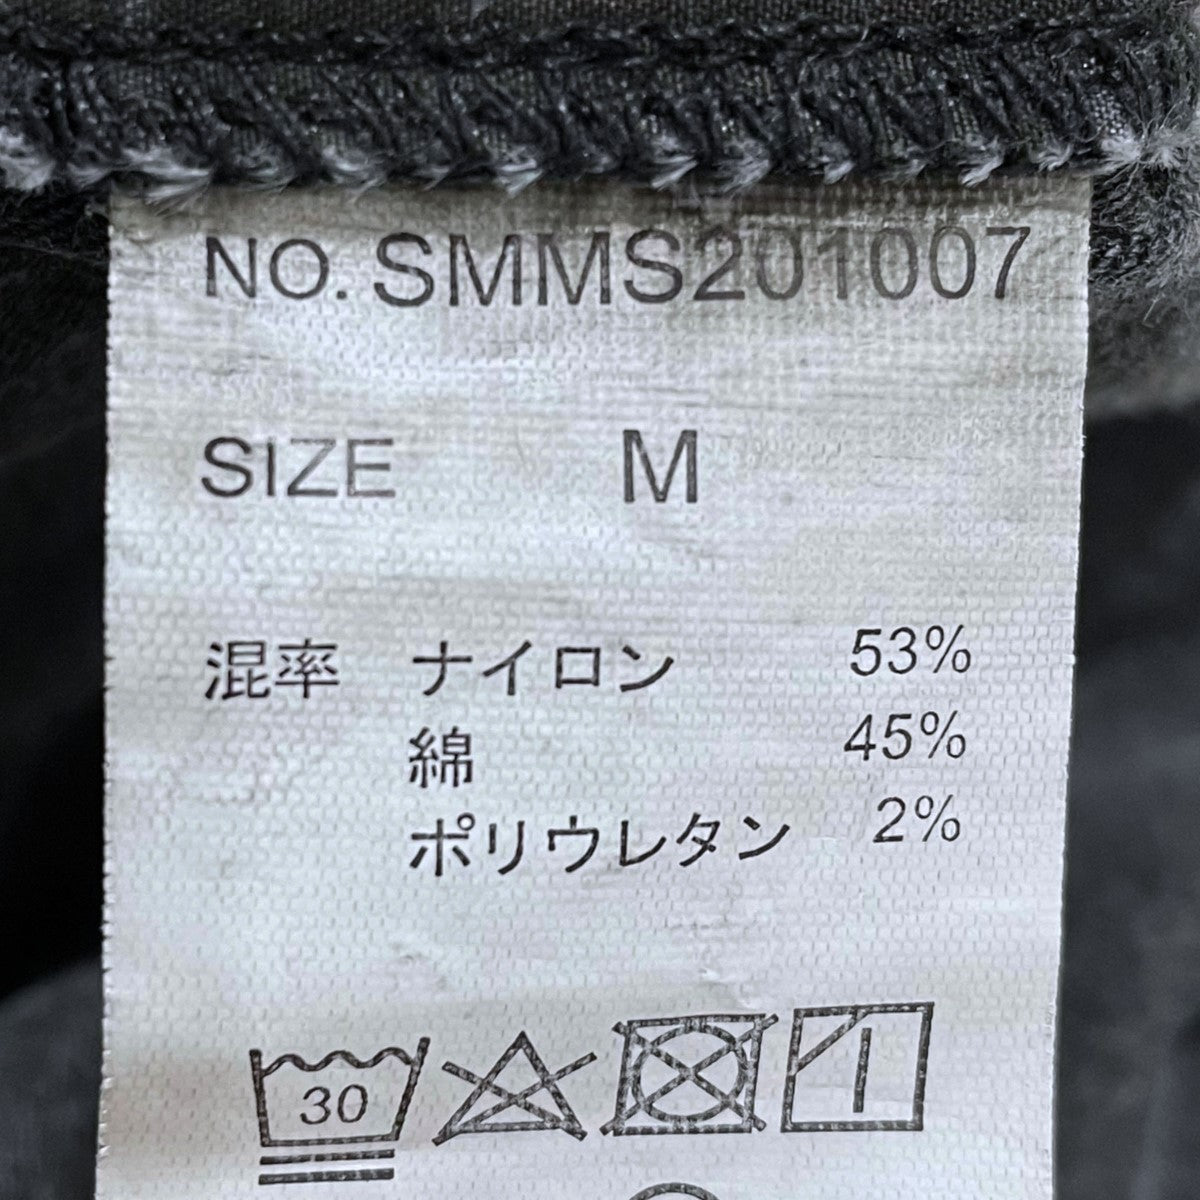 NO. SMMS201007
SIZE M
混率 ナイロン 53%
綿 45%
ポリウレタン 2%
30